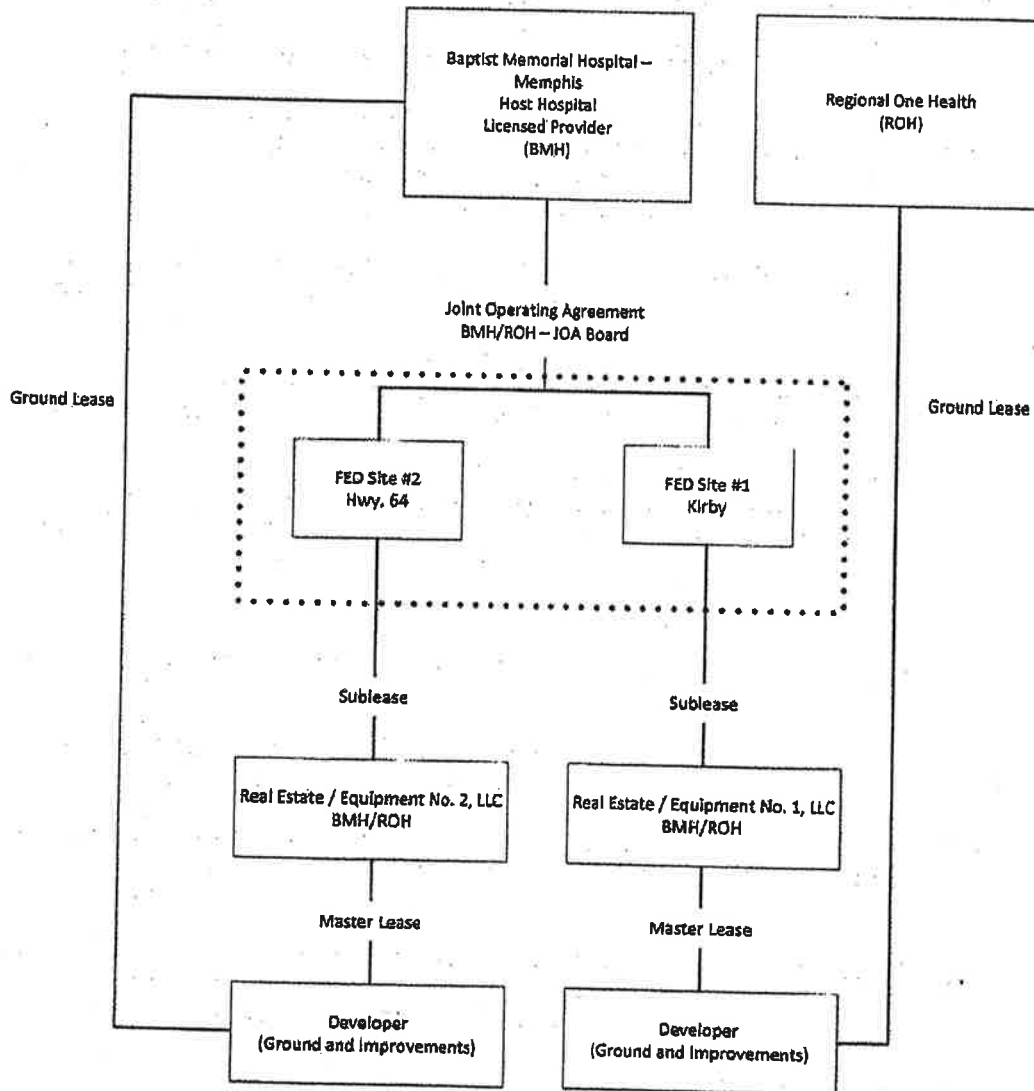 Baptist Memorial Hospital –
Memphis
Host Hospital
Licensed Provider
(BMH)
Regional One Health
(ROH)
Joint Operating Agreement
BMH/ROH – JOA Board
Ground Lease
Ground Lease
FED Site #2
Hwy. 64
FED Site #1
Kirby
Sublease
Sublease
Real Estate / Equipment No. 2, LLC
BMH/ROH
Real Estate / Equipment No. 1, LLC
BMH/ROH
Master Lease
Master Lease
Developer
(Ground and Improvements)
Developer
(Ground and Improvements)